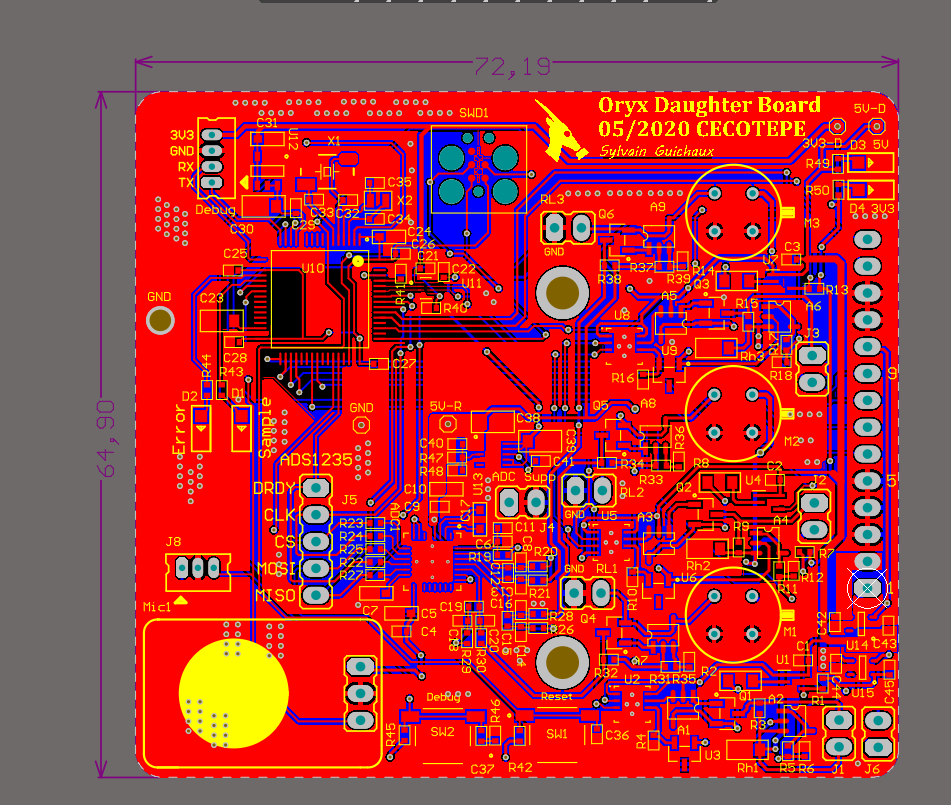 72,19
Oryx Daughter Board
05/2020 CECOTEPE
Sylvain Guichaux
5V-D
3V3-D
D3 5V
R49
R50
D4 3V3
SWD1
C31
U12
X1
3V3
GND
RX
TX
Debug
C30
C29
C33
C32
C35
X2
C34
C24
C26
RL3
Q6
GND
A9
M3
R38
R37
R39
R14
Q3
U7
C3
R13
C25
U10
C21
C22
U11
R41
R40
A5
R15
A6
GND
C23
C28
U8
U9
Rh3
R17
R18
J3
R16
C27
R44
R43
D2
D1
Error
Sample
64,90
GND
5V-R
C38
Q5
A8
C39
R36
M2
C40
R47
R48
C41
R34
R33
R8
ADS1235
ADC Supp
C10
U13
RL2
GND
Q2
U4
C2
J2
DRDY
CLK
CS
MOSI
MISO
J5
C9
C17
C11
J4
U5
A3
A4
R9
R7
R23
R24
R25
R22
R27
C6
R19
C8
R20
R21
RL1
GND
Rh2
R12
R11
U6
J8
Mic1
C7
C5
C4
C19
C16
R28
R26
Q4
R10
M1
C42
C43
U14
R29
R30
C20
A7
R32
R31
R35
R2
U1
C1
R1
U15
C45
Debug
Reset
U2
Q1
A2
R3
R45
SW2
R46
SW1
C36
R4
A1
U3
Rh1
R5
R6
J1
J6
C37
R42
S
5
1